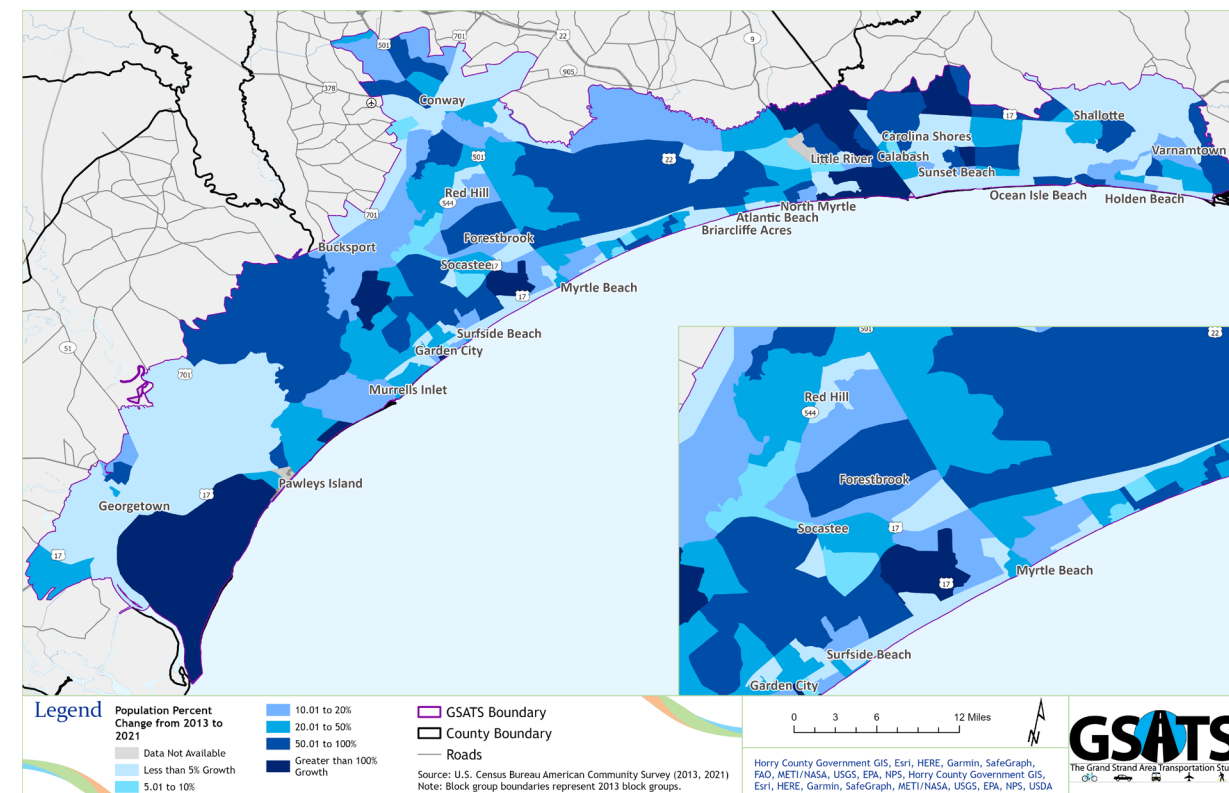 501
701
22
9
905
378
Conway
17
Shallotte
Carolina Shores
Little River
Calabash
Varnamtown
501
22
Sunset Beach
Red Hill
544
Ocean Isle Beach
Holden Beach
701
North Myrtle
Atlantic Beach
Briarcliffe Acres
Bucksport
Forestbrook
Socastee
17
Myrtle Beach
17
Surfside Beach
Garden City
51
701
Murrells Inlet
Pawleys Island
17
Georgetown
17
501
22
Red Hill
544
Forestbrook
Socastee
17
Myrtle Beach
17
Surfside Beach
Garden City
Legend
Population Percent
Change from 2013 to
2021
Data Not Available
Less than 5% Growth
5.01 to 10%
10.01 to 20%
20.01 to 50%
50.01 to 100%
Greater than 100%
Growth
GSATS Boundary
County Boundary
Roads
Source: U.S. Census Bureau American Community Survey (2013, 2021)
Note: Block group boundaries represent 2013 block groups.
0 3 6 12 Miles
N
Horry County Government GIS, Esri, HERE, Garmin, SafeGraph,
FAO, METI/NASA, USGS, EPA, NPS, Horry County Government GIS,
Esri, HERE, Garmin, SafeGraph, METI/NASA, USGS, EPA, NPS, USDA
GSATS
The Grand Strand Area Transportation Stu